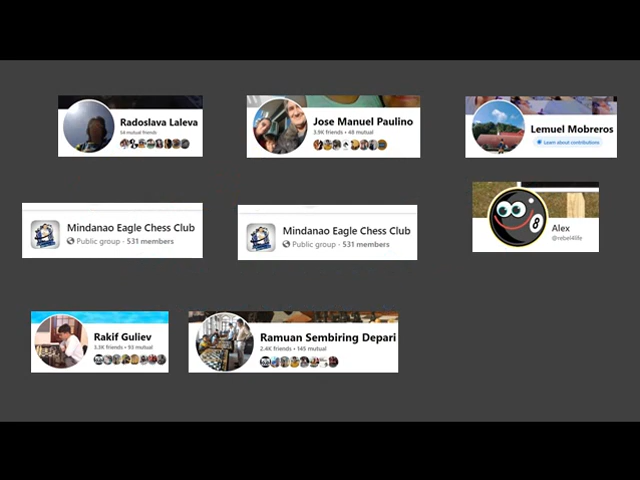 Radoslava Laleva
54 mutual friends
Jose Manuel Paulino
3.9K friends • 48 mutual
Lemuel Mobreros
Learn about contributions
Mindanao Eagle Chess Club
Public group · 531 members
Mindanao Eagle Chess Club
Public group · 531 members
8
Alex
@rebel4life
Rakif Guliev
3.3K friends • 93 mutual
Ramuan Sembiring Depari
2.4K friends • 145 mutual